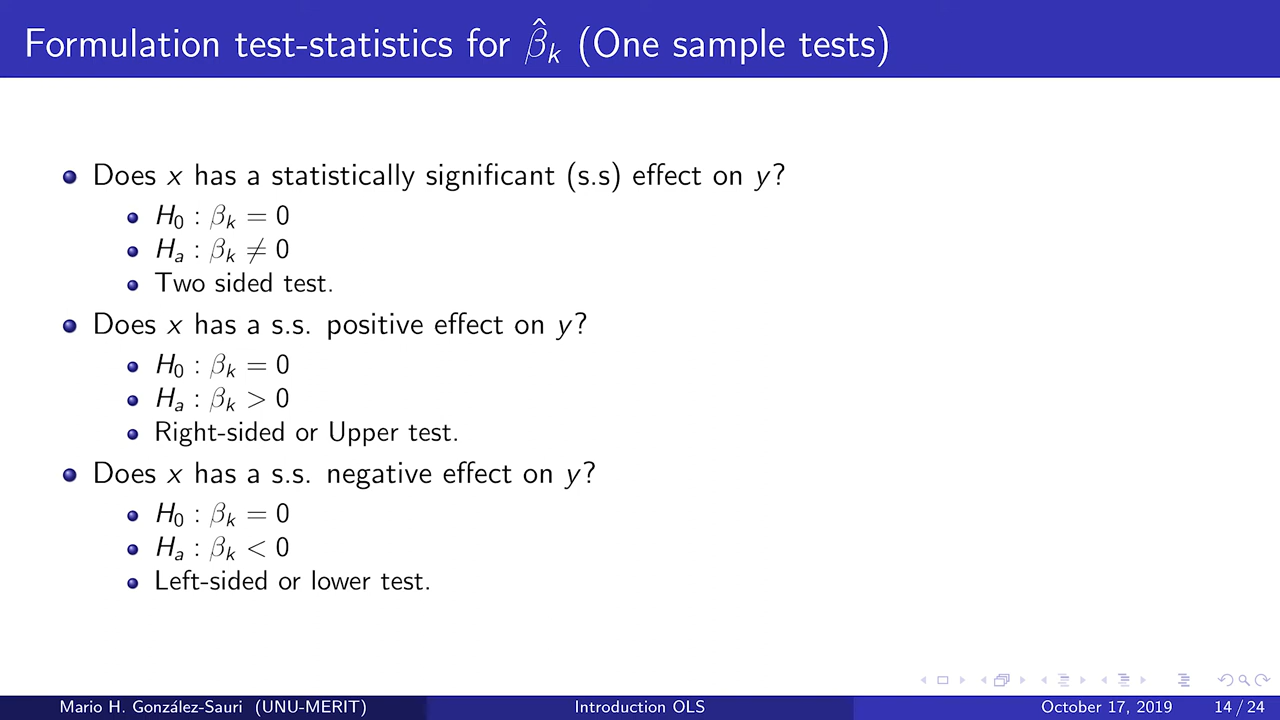 Formulation test-statistics for β̂ₖ (One sample tests)
Does x has a statistically significant (s.s) effect on y?
H₀ : βₖ = 0
Hₐ : βₖ ≠ 0
Two sided test.
Does x has a s.s. positive effect on y?
H₀ : βₖ = 0
Hₐ : βₖ > 0
Right-sided or Upper test.
Does x has a s.s. negative effect on y?
H₀ : βₖ = 0
Hₐ : βₖ < 0
Left-sided or lower test.
Mario H. González-Sauri (UNU-MERIT) Introduction OLS October 17, 2019 14 / 24